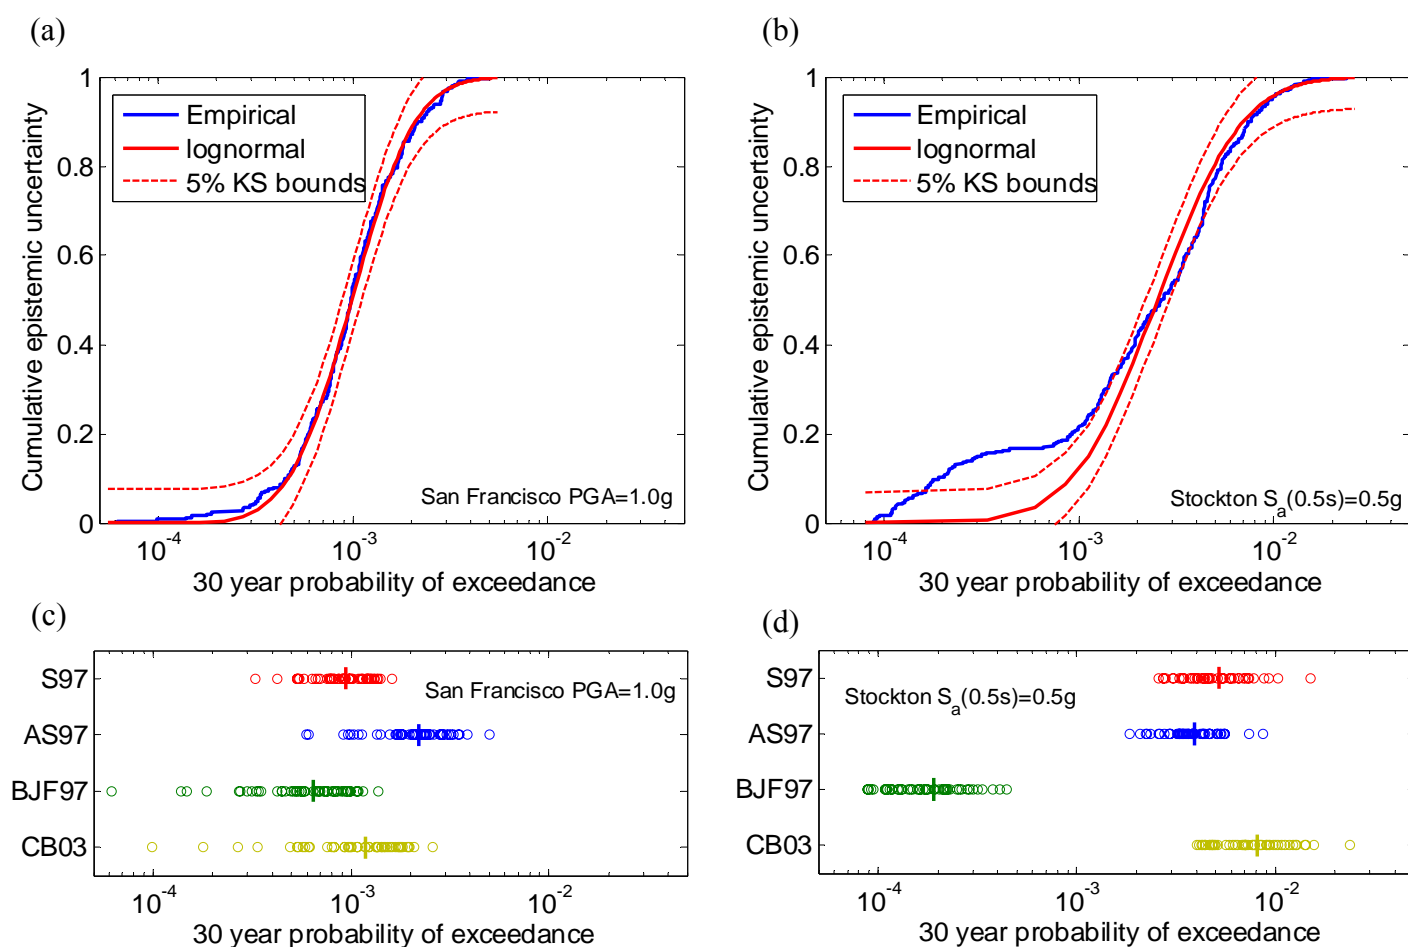 (a)
(b)
Cumulative epistemic uncertainty
1
0.8
0.6
0.4
0.2
0
Empirical
lognormal
5% KS bounds
San Francisco PGA=1.0g
10^-4
10^-3
10^-2
30 year probability of exceedance
Cumulative epistemic uncertainty
1
0.8
0.6
0.4
0.2
0
Empirical
lognormal
5% KS bounds
Stockton S_a(0.5s)=0.5g
10^-4
10^-3
10^-2
30 year probability of exceedance
(c)
S97
AS97
BJF97
CB03
San Francisco PGA=1.0g
10^-4
10^-3
10^-2
30 year probability of exceedance
(d)
S97
AS97
BJF97
CB03
Stockton S_a(0.5s)=0.5g
10^-4
10^-3
10^-2
30 year probability of exceedance